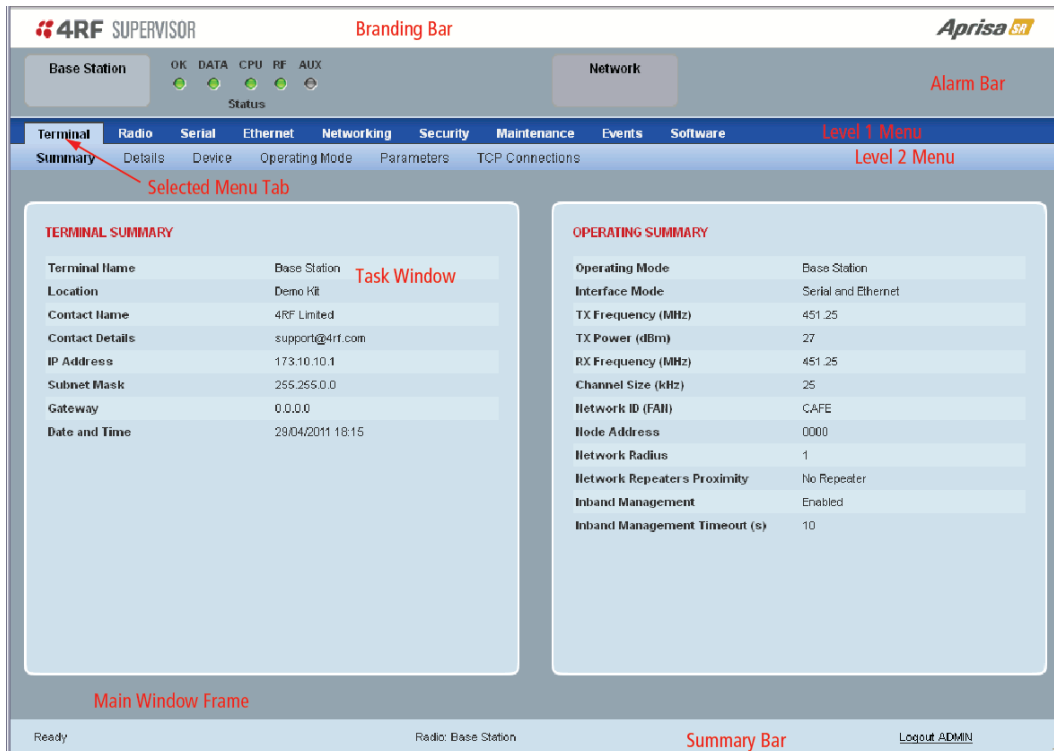 4RF SUPERVISOR
Branding Bar
Aprisa SR
Base Station
OK DATA CPU RF AUX
Status
Network
Alarm Bar
Terminal Radio Serial Ethernet Networking Security Maintenance Events Software
Level 1 Menu
Summary Details Device Operating Mode Parameters TCP Connections
Level 2 Menu
Selected Menu Tab
TERMINAL SUMMARY
Terminal Name Base Station
Task Window
Location Demo Kit
Contact Name 4RF Limited
Contact Details support@4rf.com
IP Address 173.10.10.1
Subnet Mask 255.255.0.0
Gateway 0.0.0.0
Date and Time 29/04/2011 18:15
OPERATING SUMMARY
Operating Mode Base Station
Interface Mode Serial and Ethernet
TX Frequency (MHz) 451.25
TX Power (dBm) 27
RX Frequency (MHz) 451.25
Channel Size (kHz) 25
Network ID (FAN) CAFE
Node Address 0000
Network Radius 1
Network Repeaters Proximity No Repeater
Inband Management Enabled
Inband Management Timeout (s) 10
Main Window Frame
Ready
Radio: Base Station
Summary Bar
Logout ADMIN